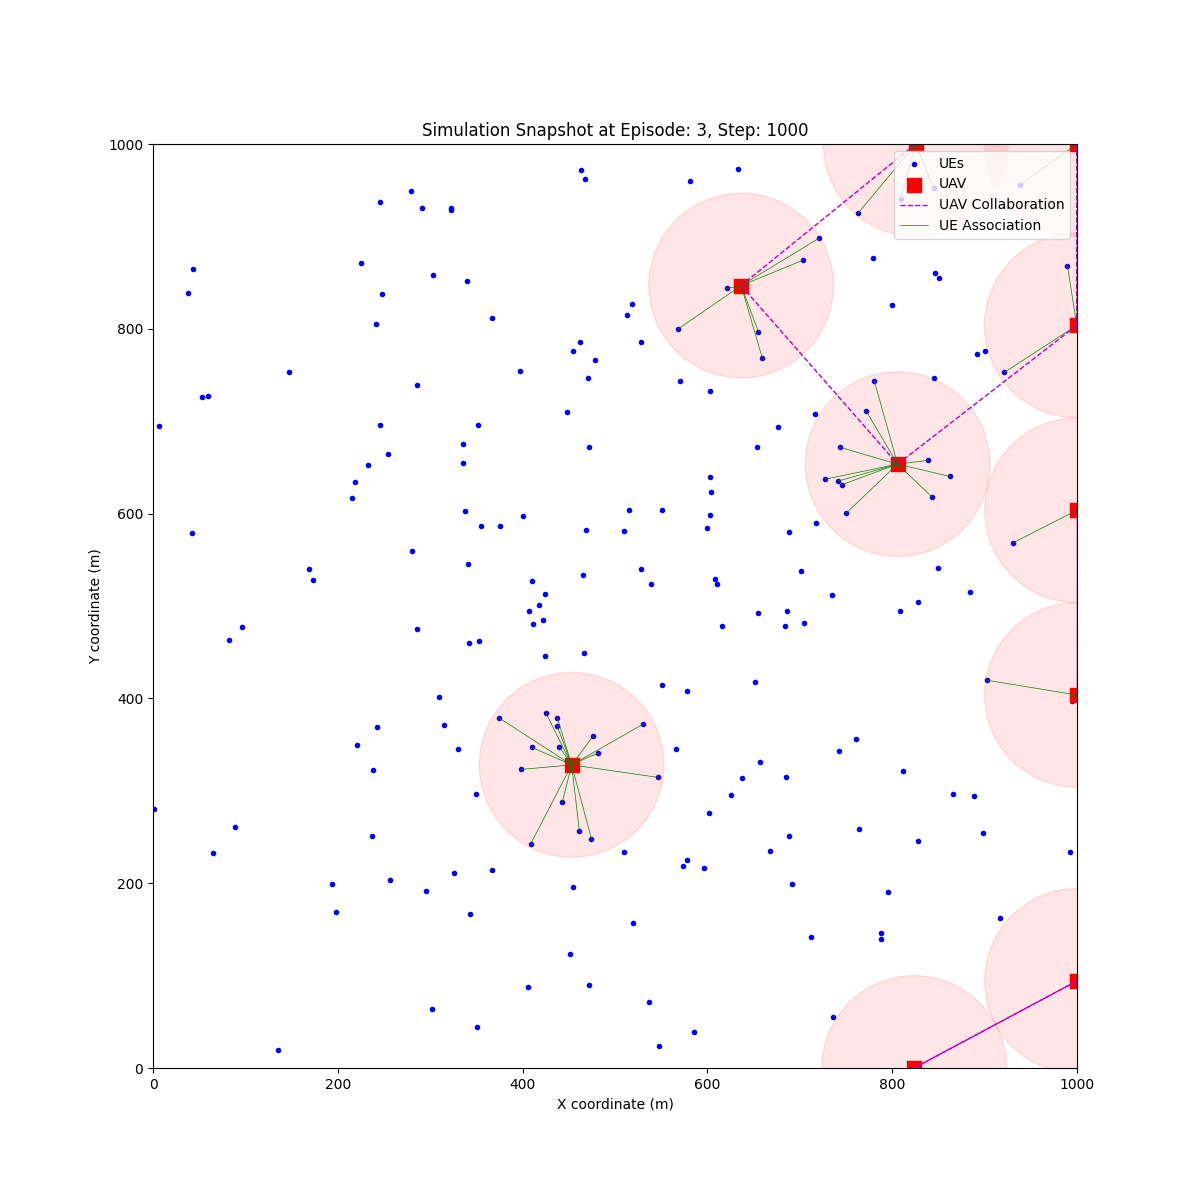 Simulation Snapshot at Episode: 3, Step: 1000
UEs
UAV
UAV Collaboration
UE Association
1000
800
600
400
200
0
Y coordinate (m)
0 200 400 600 800 1000
X coordinate (m)